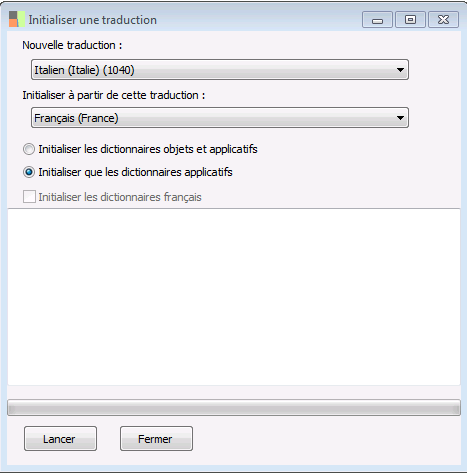 Initialiser une traduction
Nouvelle traduction :
Italien (Italie) (1040)
Initialiser à partir de cette traduction :
Français (France)
Initialiser les dictionnaires objets et applicatifs
Initialiser que les dictionnaires applicatifs
Initialiser les dictionnaires français
Lancer
Fermer